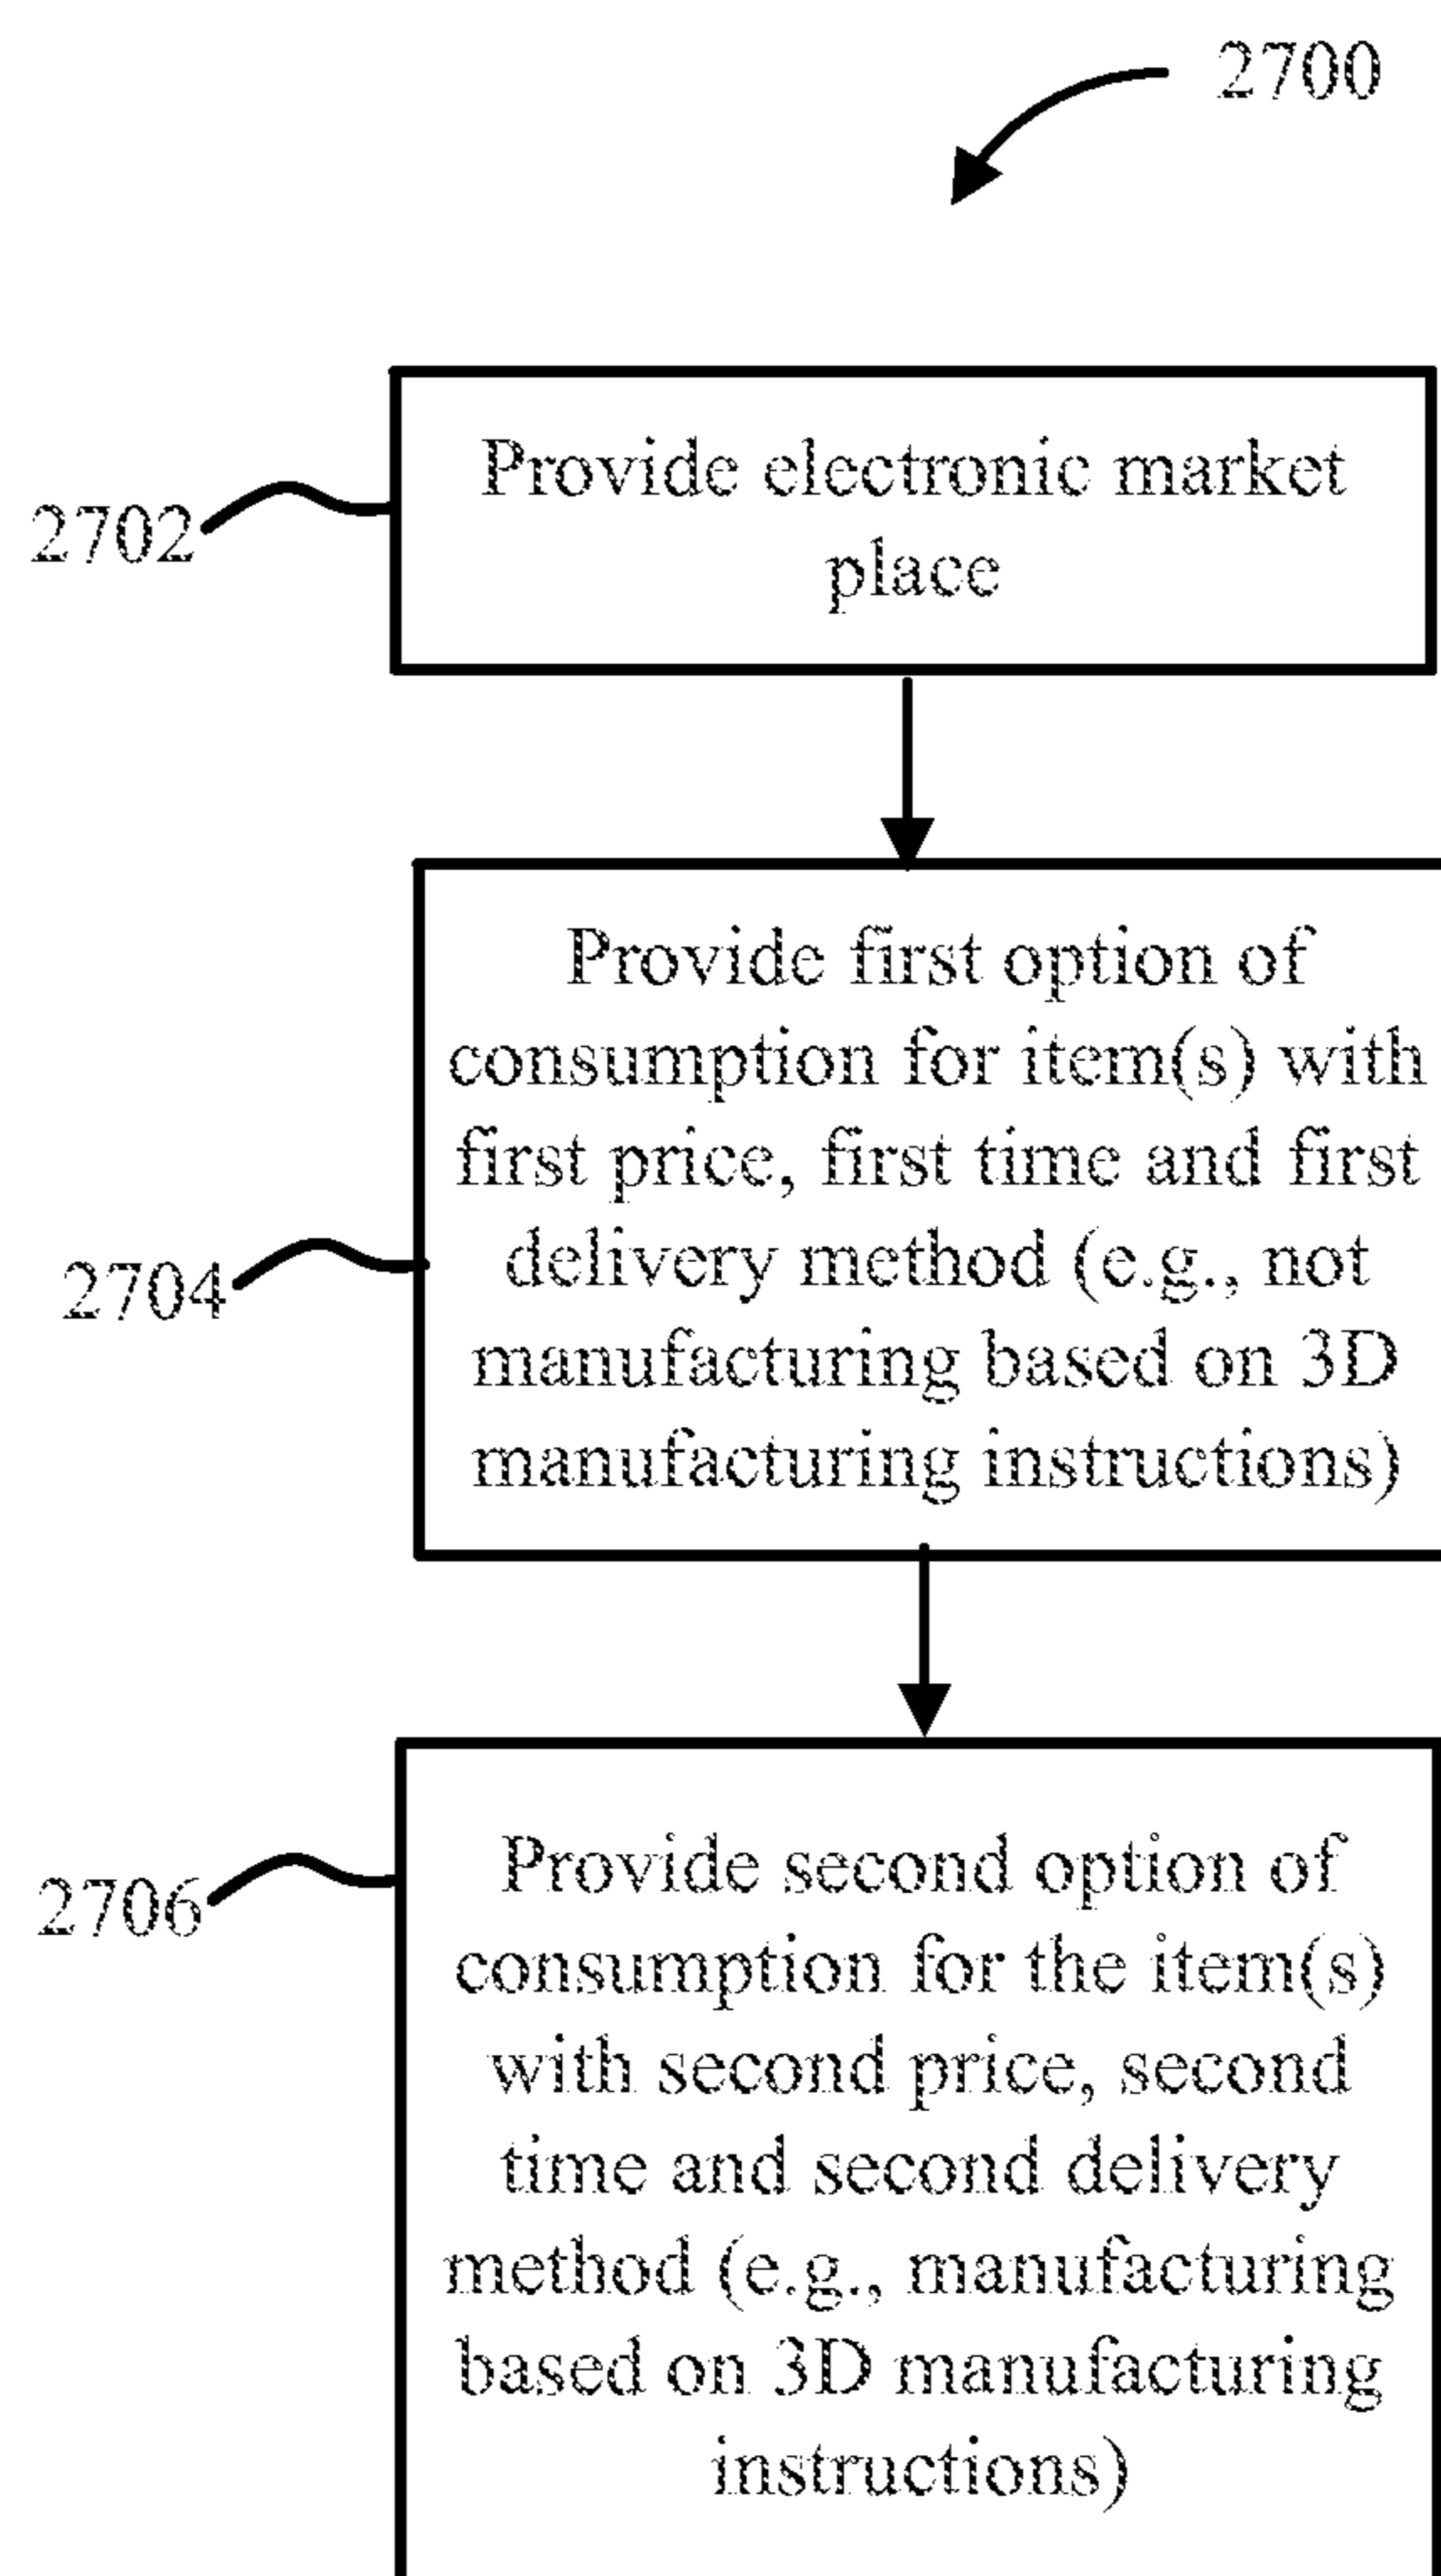 2700
Provide electronic market
place
2702
Provide first option of
consumption for item(s) with
first price, first time and first
delivery method (e.g., not
manufacturing based on 3D
manufacturing instructions)
2704
Provide second option of
consumption for the item(s)
with second price, second
time and second delivery
method (e.g., manufacturing
based on 3D manufacturing
instructions)
2706